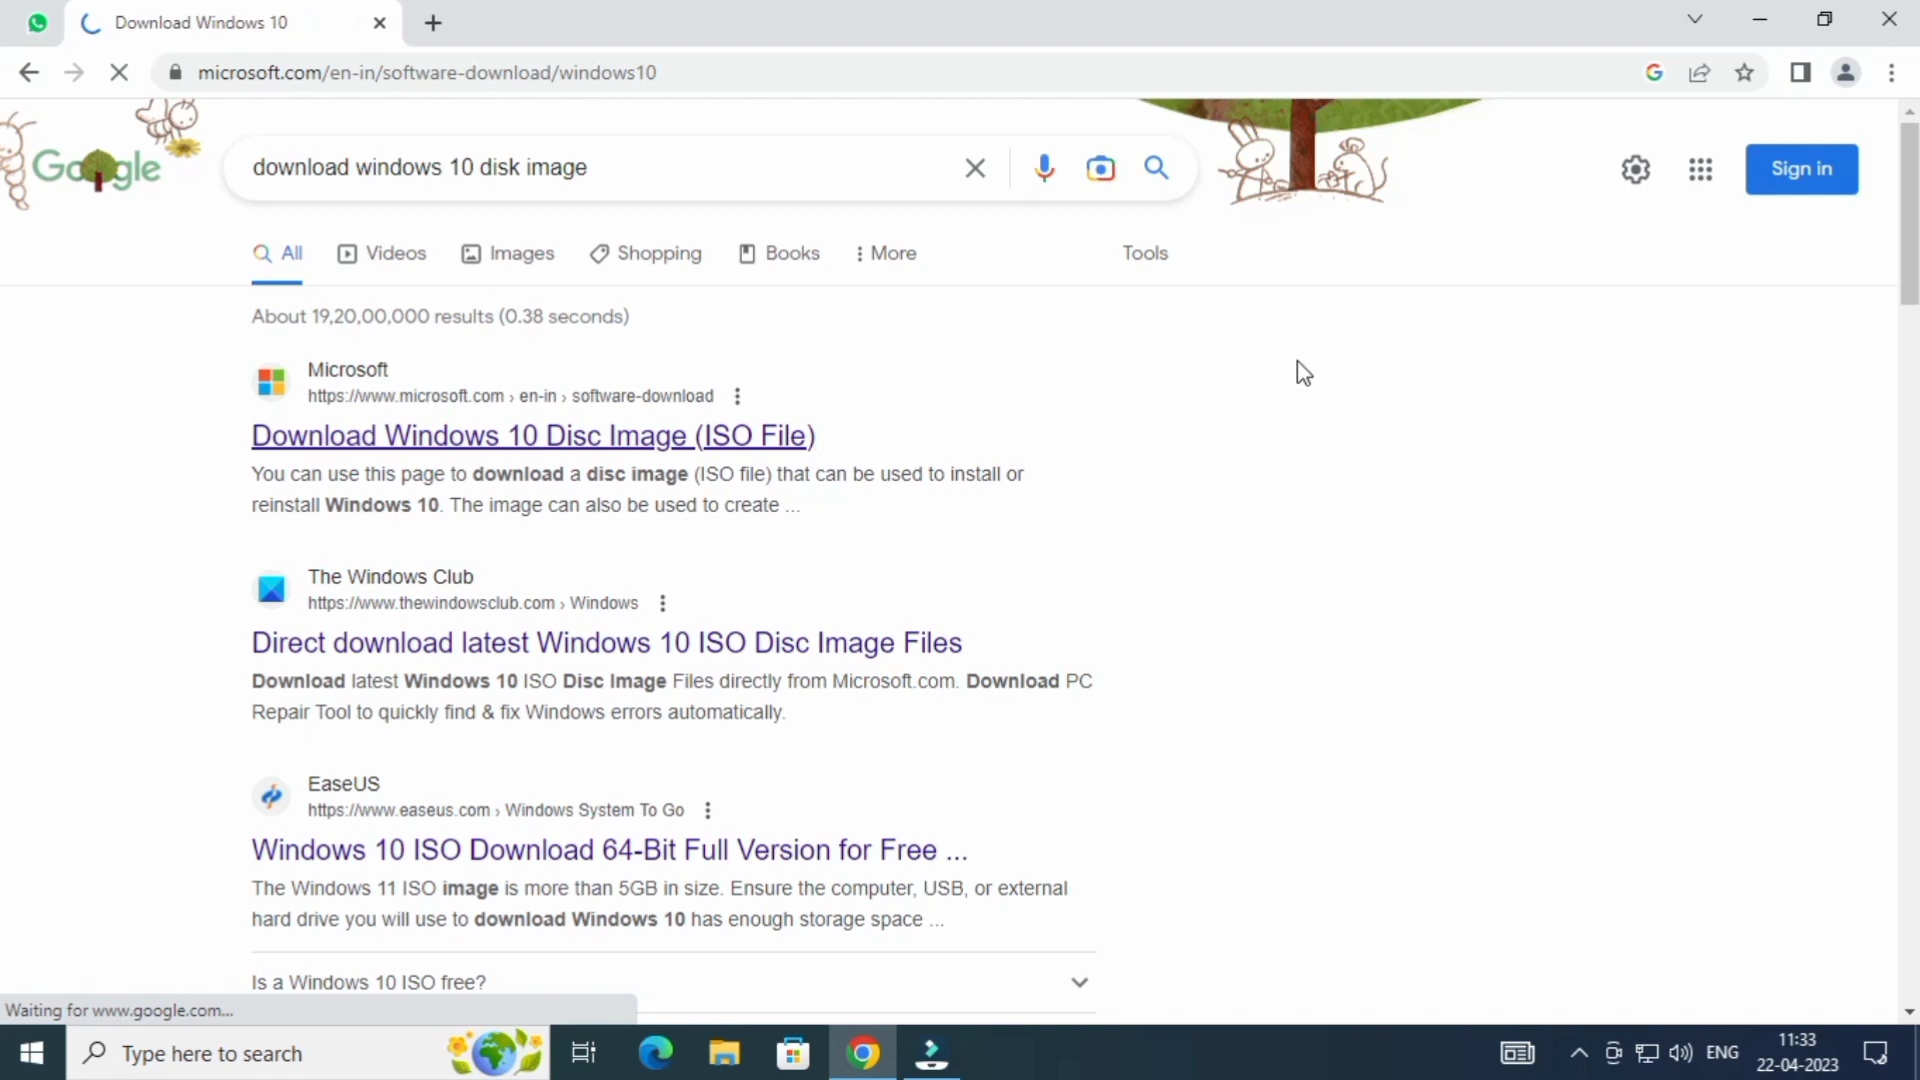 Download Windows 10
microsoft.com/en-in/software-download/windows10
Google
download windows 10 disk image
Sign in
All
Videos
Images
Shopping
Books
More
Tools
About 19,20,00,000 results (0.38 seconds)
Microsoft
https://www.microsoft.com › en-in › software-download
Download Windows 10 Disc Image (ISO File)
You can use this page to download a disc image (ISO file) that can be used to install or
reinstall Windows 10. The image can also be used to create ...
The Windows Club
https://www.thewindowsclub.com › Windows
Direct download latest Windows 10 ISO Disc Image Files
Download latest Windows 10 ISO Disc Image Files directly from Microsoft.com. Download PC
Repair Tool to quickly find & fix Windows errors automatically.
EaseUS
https://www.easeus.com › Windows System To Go
Windows 10 ISO Download 64-Bit Full Version for Free ...
The Windows 11 ISO image is more than 5GB in size. Ensure the computer, USB, or external
hard drive you will use to download Windows 10 has enough storage space ...
Is a Windows 10 ISO free?
Waiting for www.google.com...
Type here to search
ENG
11:33
22-04-2023